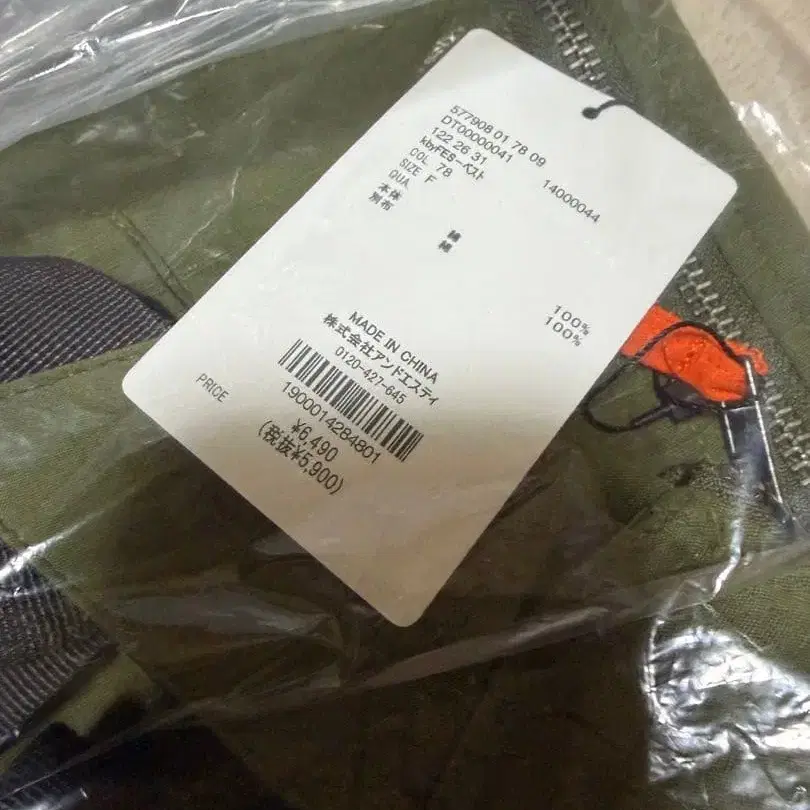 577908 01 78 09
DT00000041 14000044
122 26 31
kbyFES-ベスト
COL 78
SIZE F
QUA
本体 綿 100%
別布 綿 100%
MADE IN CHINA
株式会社アンドエスティ
0120-427-645
1900014284801
PRICE ¥6,490
(税抜¥5,900)